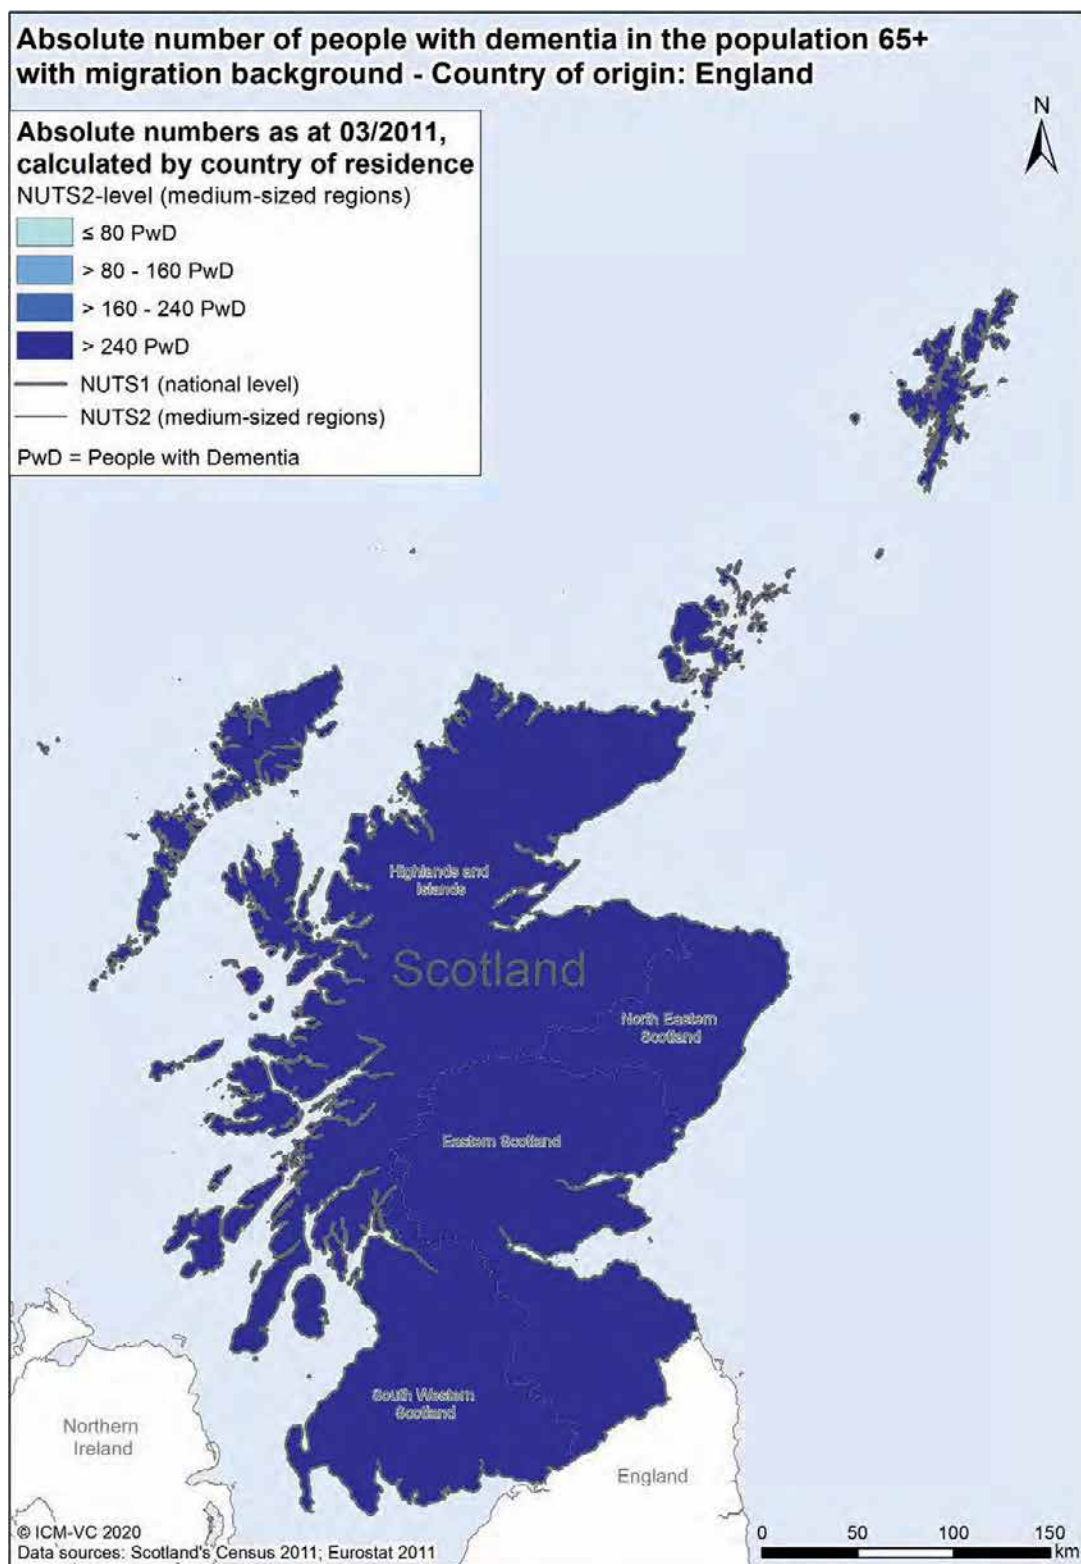 Absolute number of people with dementia in the population 65+
with migration background - Country of origin: England
N
Absolute numbers as at 03/2011,
calculated by country of residence
NUTS2-level (medium-sized regions)
≤ 80 PwD
> 80 - 160 PwD
> 160 - 240 PwD
> 240 PwD
NUTS1 (national level)
NUTS2 (medium-sized regions)
PwD = People with Dementia
Highlands and
Islands
Scotland
North Eastern
Scotland
Eastern Scotland
South Western
Scotland
Northern
Ireland
England
© ICM-VC 2020
Data sources: Scotland's Census 2011; Eurostat 2011
0 50 100 150
km